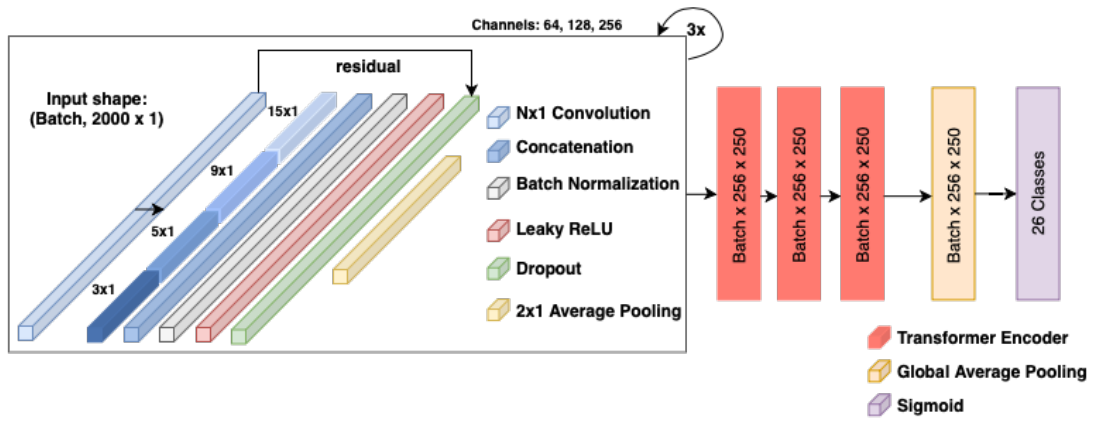 Channels: 64, 128, 256
3x
residual
Input shape:
(Batch, 2000 x 1)
15x1
9x1
5x1
3x1
Nx1 Convolution
Concatenation
Batch Normalization
Leaky ReLU
Dropout
2x1 Average Pooling
Batch x 256 x 250
Batch x 256 x 250
Batch x 256 x 250
Batch x 256 x 250
26 Classes
Transformer Encoder
Global Average Pooling
Sigmoid